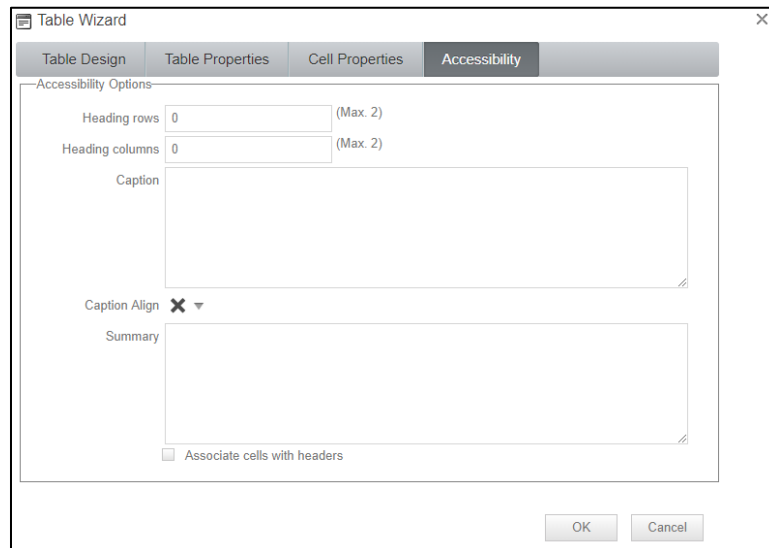 Table Wizard
Table Design Table Properties Cell Properties Accessibility
Accessibility Options
Heading rows 0 (Max. 2)
Heading columns 0 (Max. 2)
Caption
Caption Align
Summary
Associate cells with headers
OK Cancel